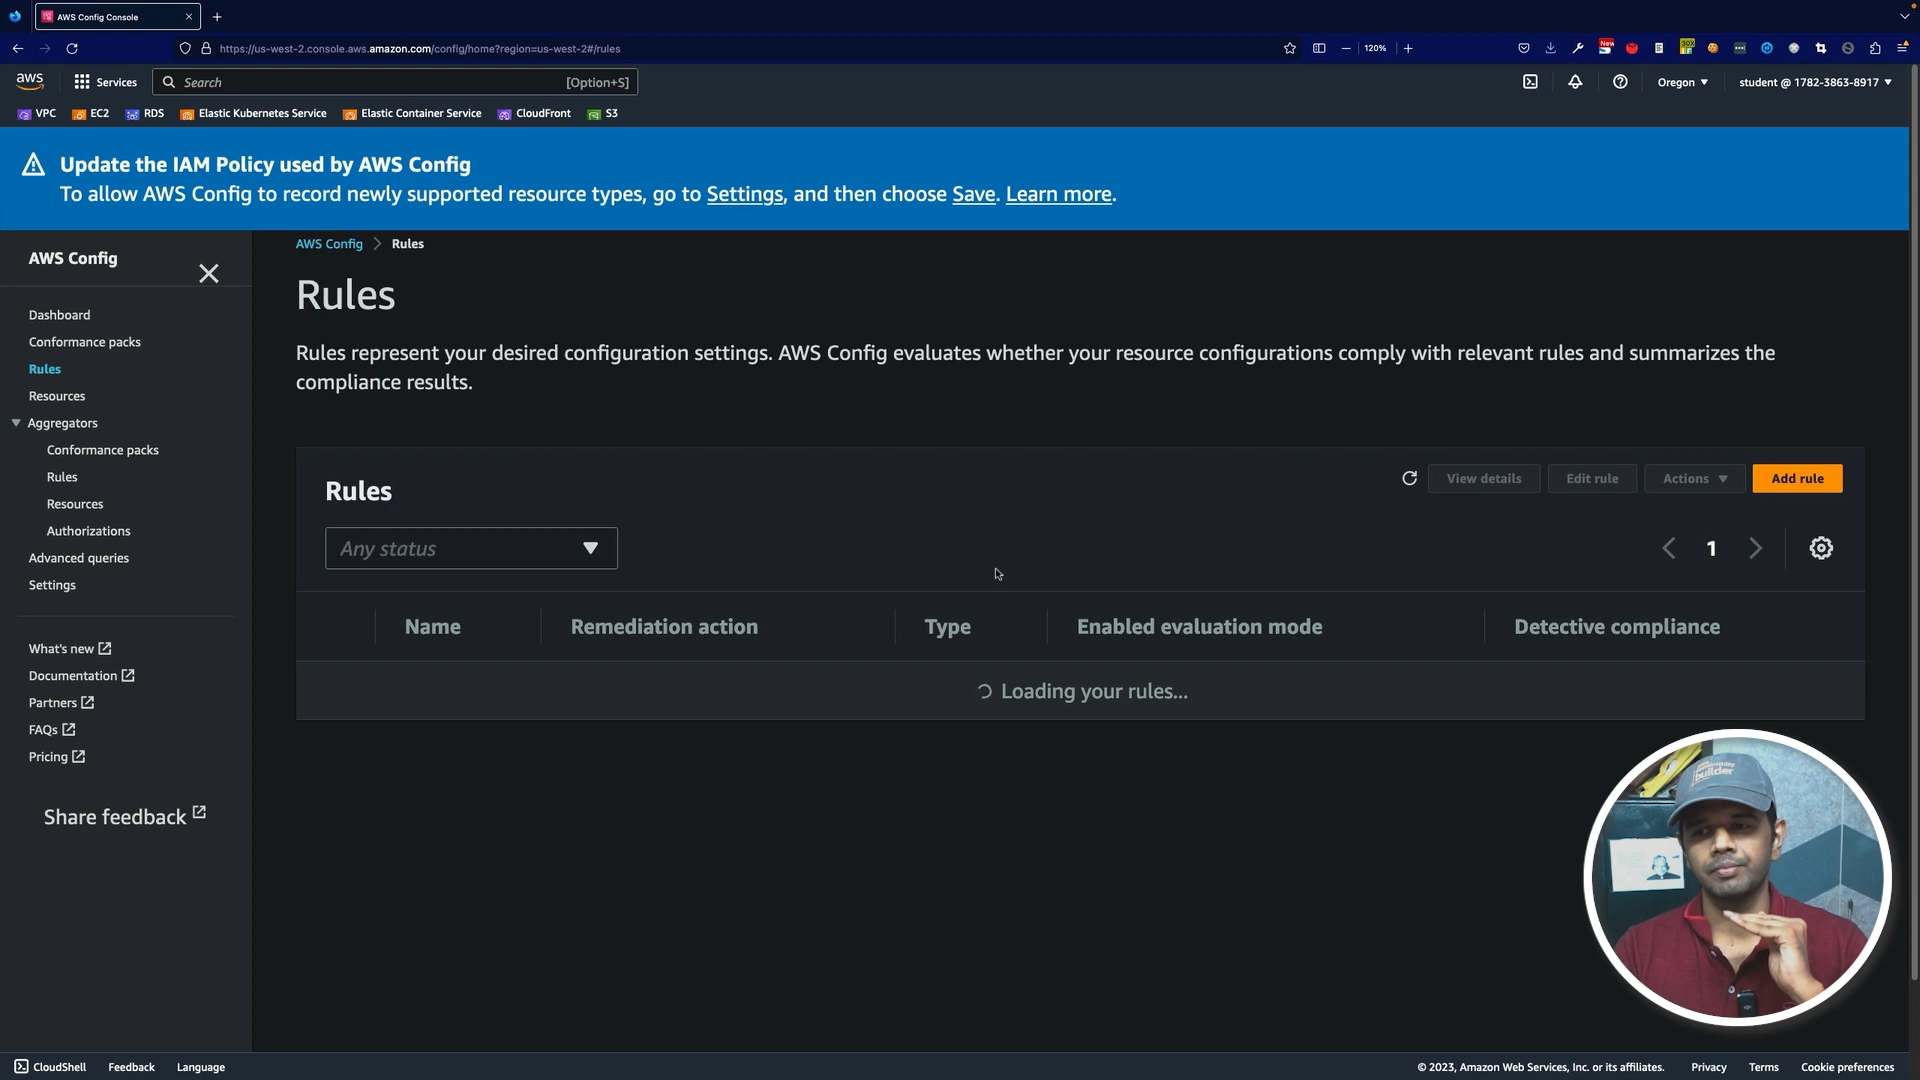 AWS Config Console
https://us-west-2.console.aws.amazon.com/config/home?region=us-west-2#/rules
120%
New
aws
Services
Search
[Option+S]
Oregon
student @ 1782-3863-8917
VPC
EC2
RDS
Elastic Kubernetes Service
Elastic Container Service
CloudFront
S3
Update the IAM Policy used by AWS Config
To allow AWS Config to record newly supported resource types, go to Settings, and then choose Save. Learn more.
AWS Config
Dashboard
Conformance packs
Rules
Resources
Aggregators
Conformance packs
Rules
Resources
Authorizations
Advanced queries
Settings
What's new
Documentation
Partners
FAQs
Pricing
Share feedback
AWS Config
Rules
Rules
Rules represent your desired configuration settings. AWS Config evaluates whether your resource configurations comply with relevant rules and summarizes the
compliance results.
Rules
View details
Edit rule
Actions
Add rule
Any status
1
Name
Remediation action
Type
Enabled evaluation mode
Detective compliance
Loading your rules...
builder
CloudShell
Feedback
Language
© 2023, Amazon Web Services, Inc. or its affiliates.
Privacy
Terms
Cookie preferences